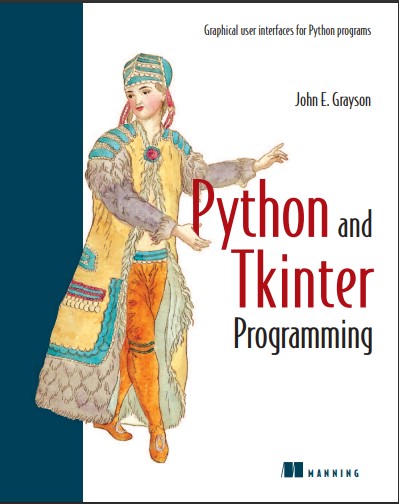 Graphical user interfaces for Python programs
John E. Grayson
Python and
Tkinter
Programming
MANNING